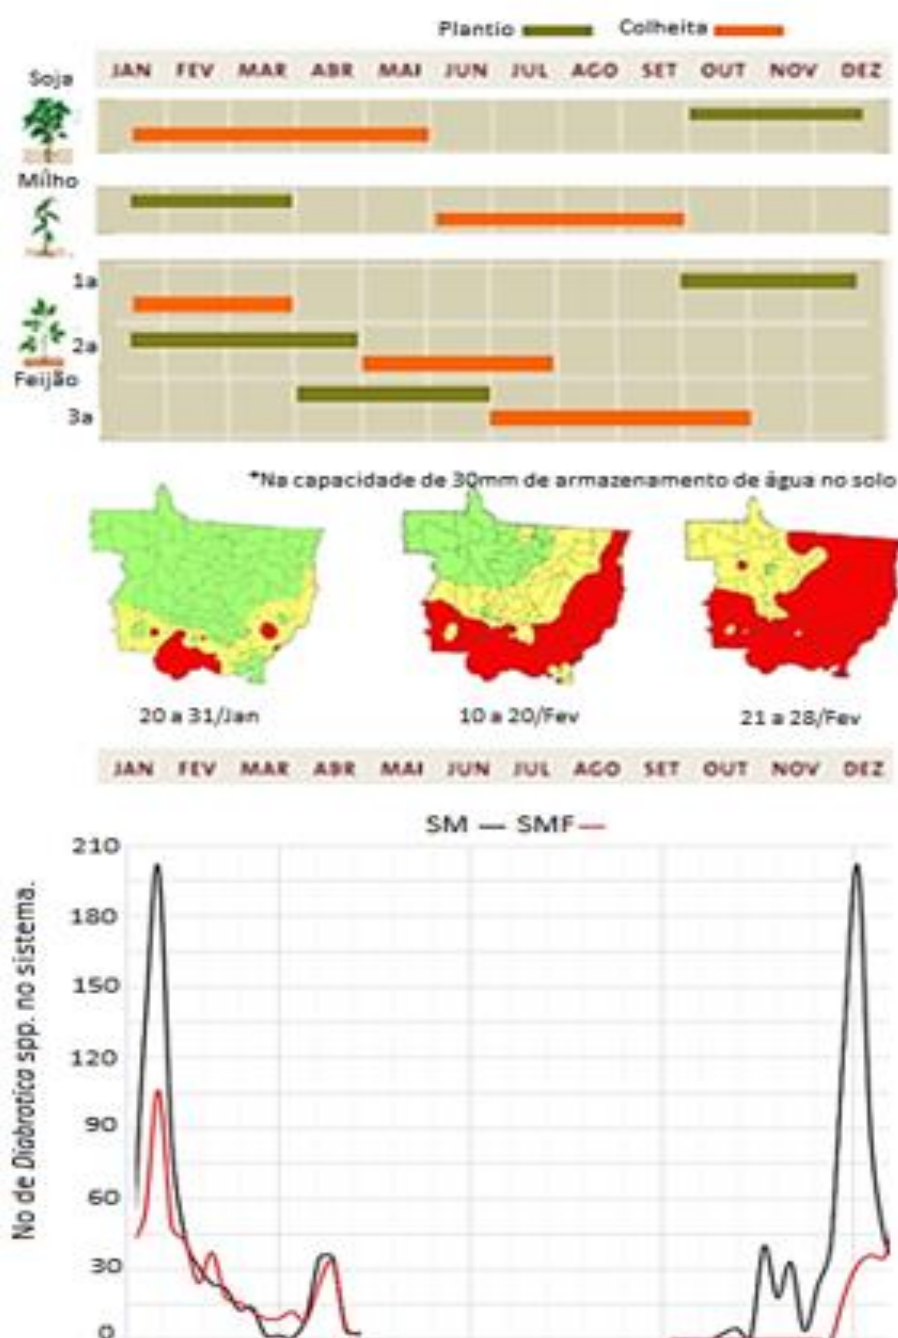 Plantio Colheita
JAN FEV MAR ABR MAI JUN JUL AGO SET OUT NOV DEZ
Soja
Milho
1a
2a
Feijão
3a
*Na capacidade de 30mm de armazenamento de água no solo
20 a 31/Jan 10 a 20/Fev 21 a 28/Fev
JAN FEV MAR ABR MAI JUN JUL AGO SET OUT NOV DEZ
SM SMF
No de Diabrotica spp. no sistema.
210
180
150
120
90
60
30
0